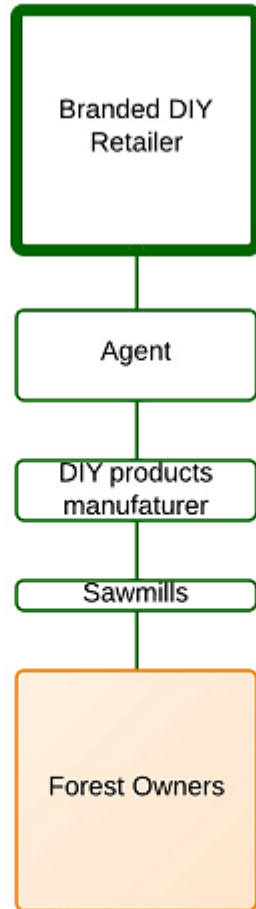 Branded DIY
Retailer
Agent
DIY products
manufaturer
Sawmills
Forest Owners